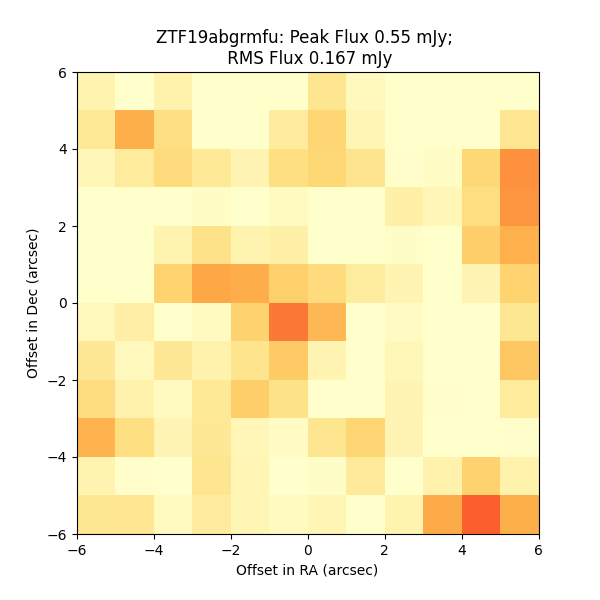 ZTF19abgrmfu: Peak Flux 0.55 mJy;
RMS Flux 0.167 mJy
6
4
2
0
−2
−4
−6
Offset in Dec (arcsec)
−6 −4 −2 0 2 4 6
Offset in RA (arcsec)